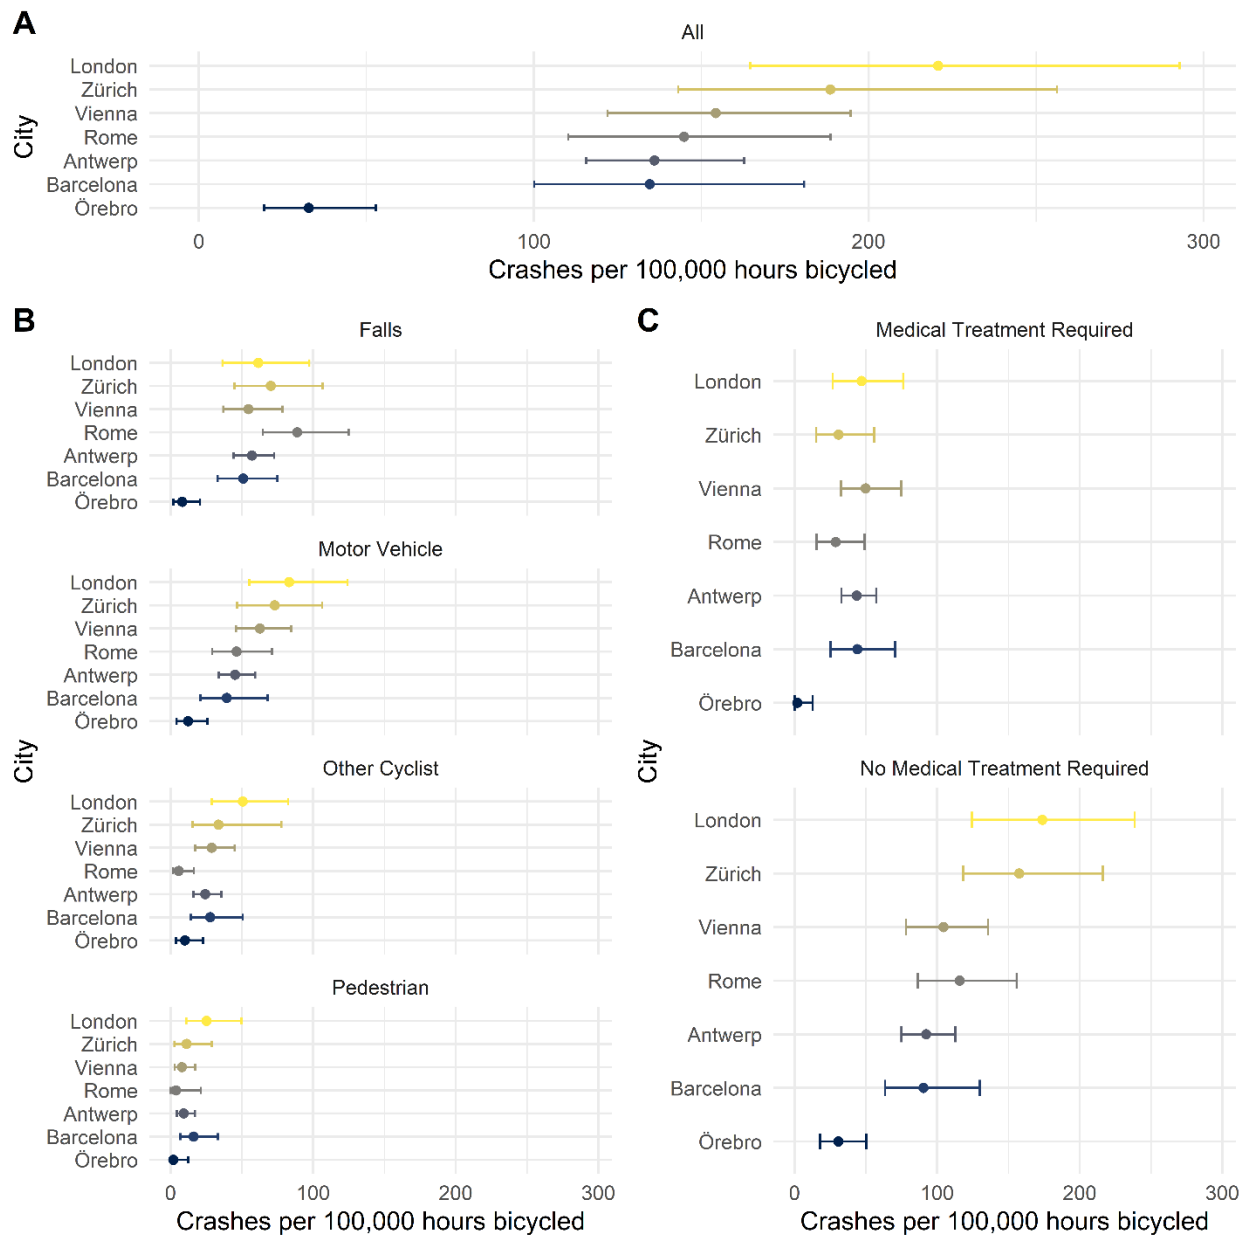 A
All
City
London
Zürich
Vienna
Rome
Antwerp
Barcelona
Örebro
0 100 200 300
Crashes per 100,000 hours bicycled
B
City
Falls
London
Zürich
Vienna
Rome
Antwerp
Barcelona
Örebro
Motor Vehicle
London
Zürich
Vienna
Rome
Antwerp
Barcelona
Örebro
Other Cyclist
London
Zürich
Vienna
Rome
Antwerp
Barcelona
Örebro
Pedestrian
London
Zürich
Vienna
Rome
Antwerp
Barcelona
Örebro
0 100 200 300
Crashes per 100,000 hours bicycled
C
City
Medical Treatment Required
London
Zürich
Vienna
Rome
Antwerp
Barcelona
Örebro
No Medical Treatment Required
London
Zürich
Vienna
Rome
Antwerp
Barcelona
Örebro
0 100 200 300
Crashes per 100,000 hours bicycled